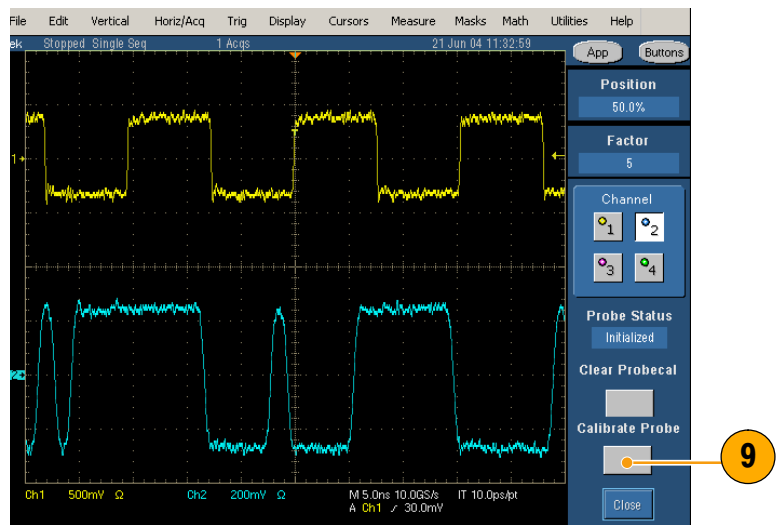 File Edit Vertical Horiz/Acq Trig Display Cursors Measure Masks Math Utilities Help
ek Stopped Single Seq 1 Acqs 21 Jun 04 11:32:59
App Buttons
Position
50.0%
Factor
5
Channel
1 2
3 4
Probe Status
Initialized
Clear Probecal
Calibrate Probe
9
Close
1
T
2
Ch1 500mV Ω Ch2 200mV Ω M 5.0ns 10.0GS/s IT 10.0ps/pt
A Ch1 / 30.0mV